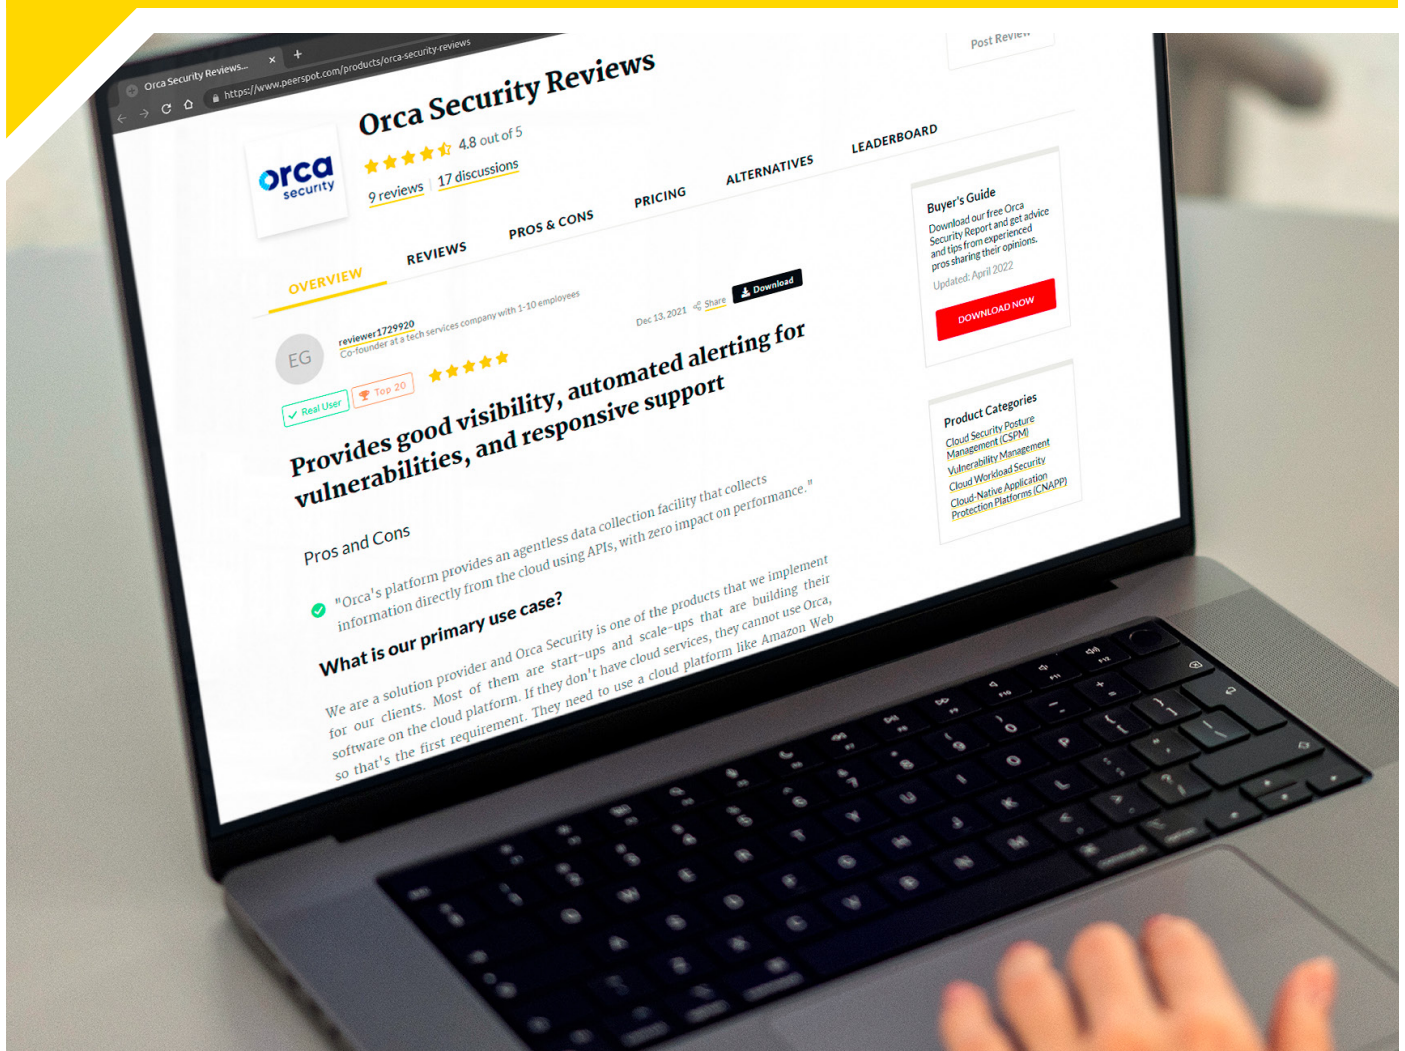 Orca Security Reviews...
https://www.peerspot.com/products/orca-security-reviews
Post Review
orca
security
Orca Security Reviews
4.8 out of 5
9 reviews | 17 discussions
OVERVIEW
REVIEWS
PROS & CONS
PRICING
ALTERNATIVES
LEADERBOARD
EG
reviewer1729920
Co-founder at a tech services company with 1-10 employees
Real User
Top 20
Dec 13, 2021
Share
Download
Provides good visibility, automated alerting for
vulnerabilities, and responsive support
Pros and Cons
"Orca's platform provides an agentless data collection facility that collects
information directly from the cloud using APIs, with zero impact on performance."
What is our primary use case?
We are a solution provider and Orca Security is one of the products that we implement
for our clients. Most of them are start-ups and scale-ups that are building their
software on the cloud platform. If they don't have cloud services, they cannot use Orca,
so that's the first requirement. They need to use a cloud platform like Amazon Web
Buyer's Guide
Download our free Orca
Security Report and get advice
and tips from experienced
pros sharing their opinions.
Updated: April 2022
DOWNLOAD NOW
Product Categories
Cloud Security Posture
Management (CSPM)
Vulnerability Management
Cloud Workload Security
Cloud-Native Application
Protection Platforms (CNAPP)